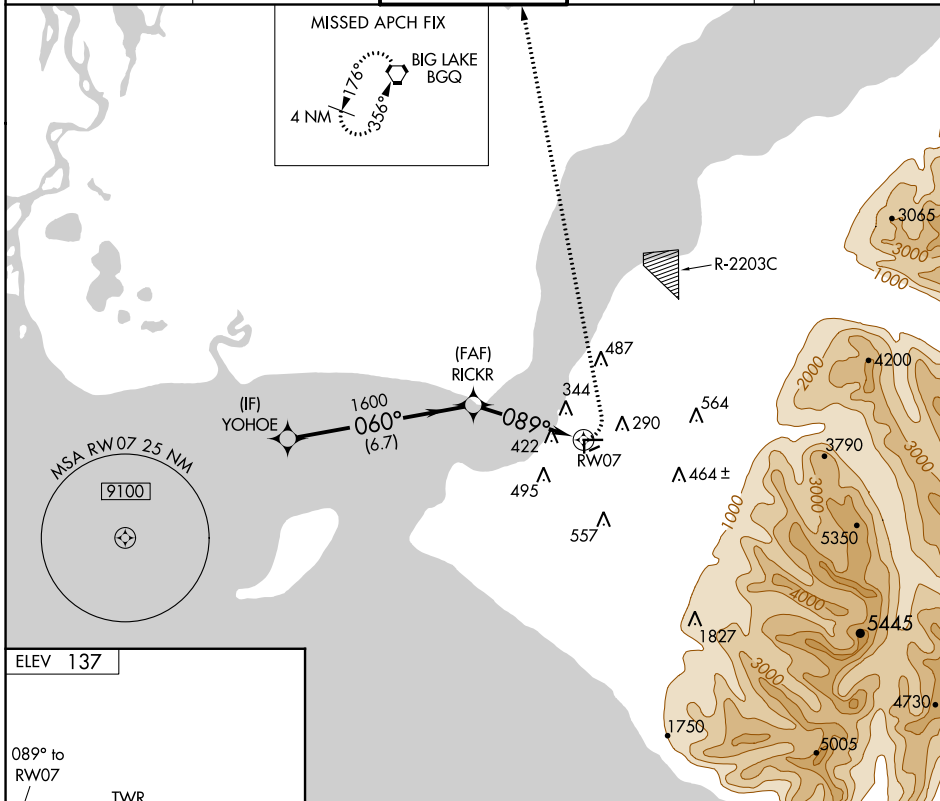 MISSED APCH FIX
BIG LAKE
BGQ
176°
356°
4 NM
3065
3000
1000
R-2203C
487
(FAF)
RICKR
344
2000
4200
(IF)
YOHOE
1600
060°
(6.7)
089°
422
290
564
RW07
3790
3000
MSA RW 07 25 NM
9100
495
464 ±
3000
1000
557
5350
4000
5445
1827
3000
4730
1750
5005
ELEV 137
089° to
RW07
TWR